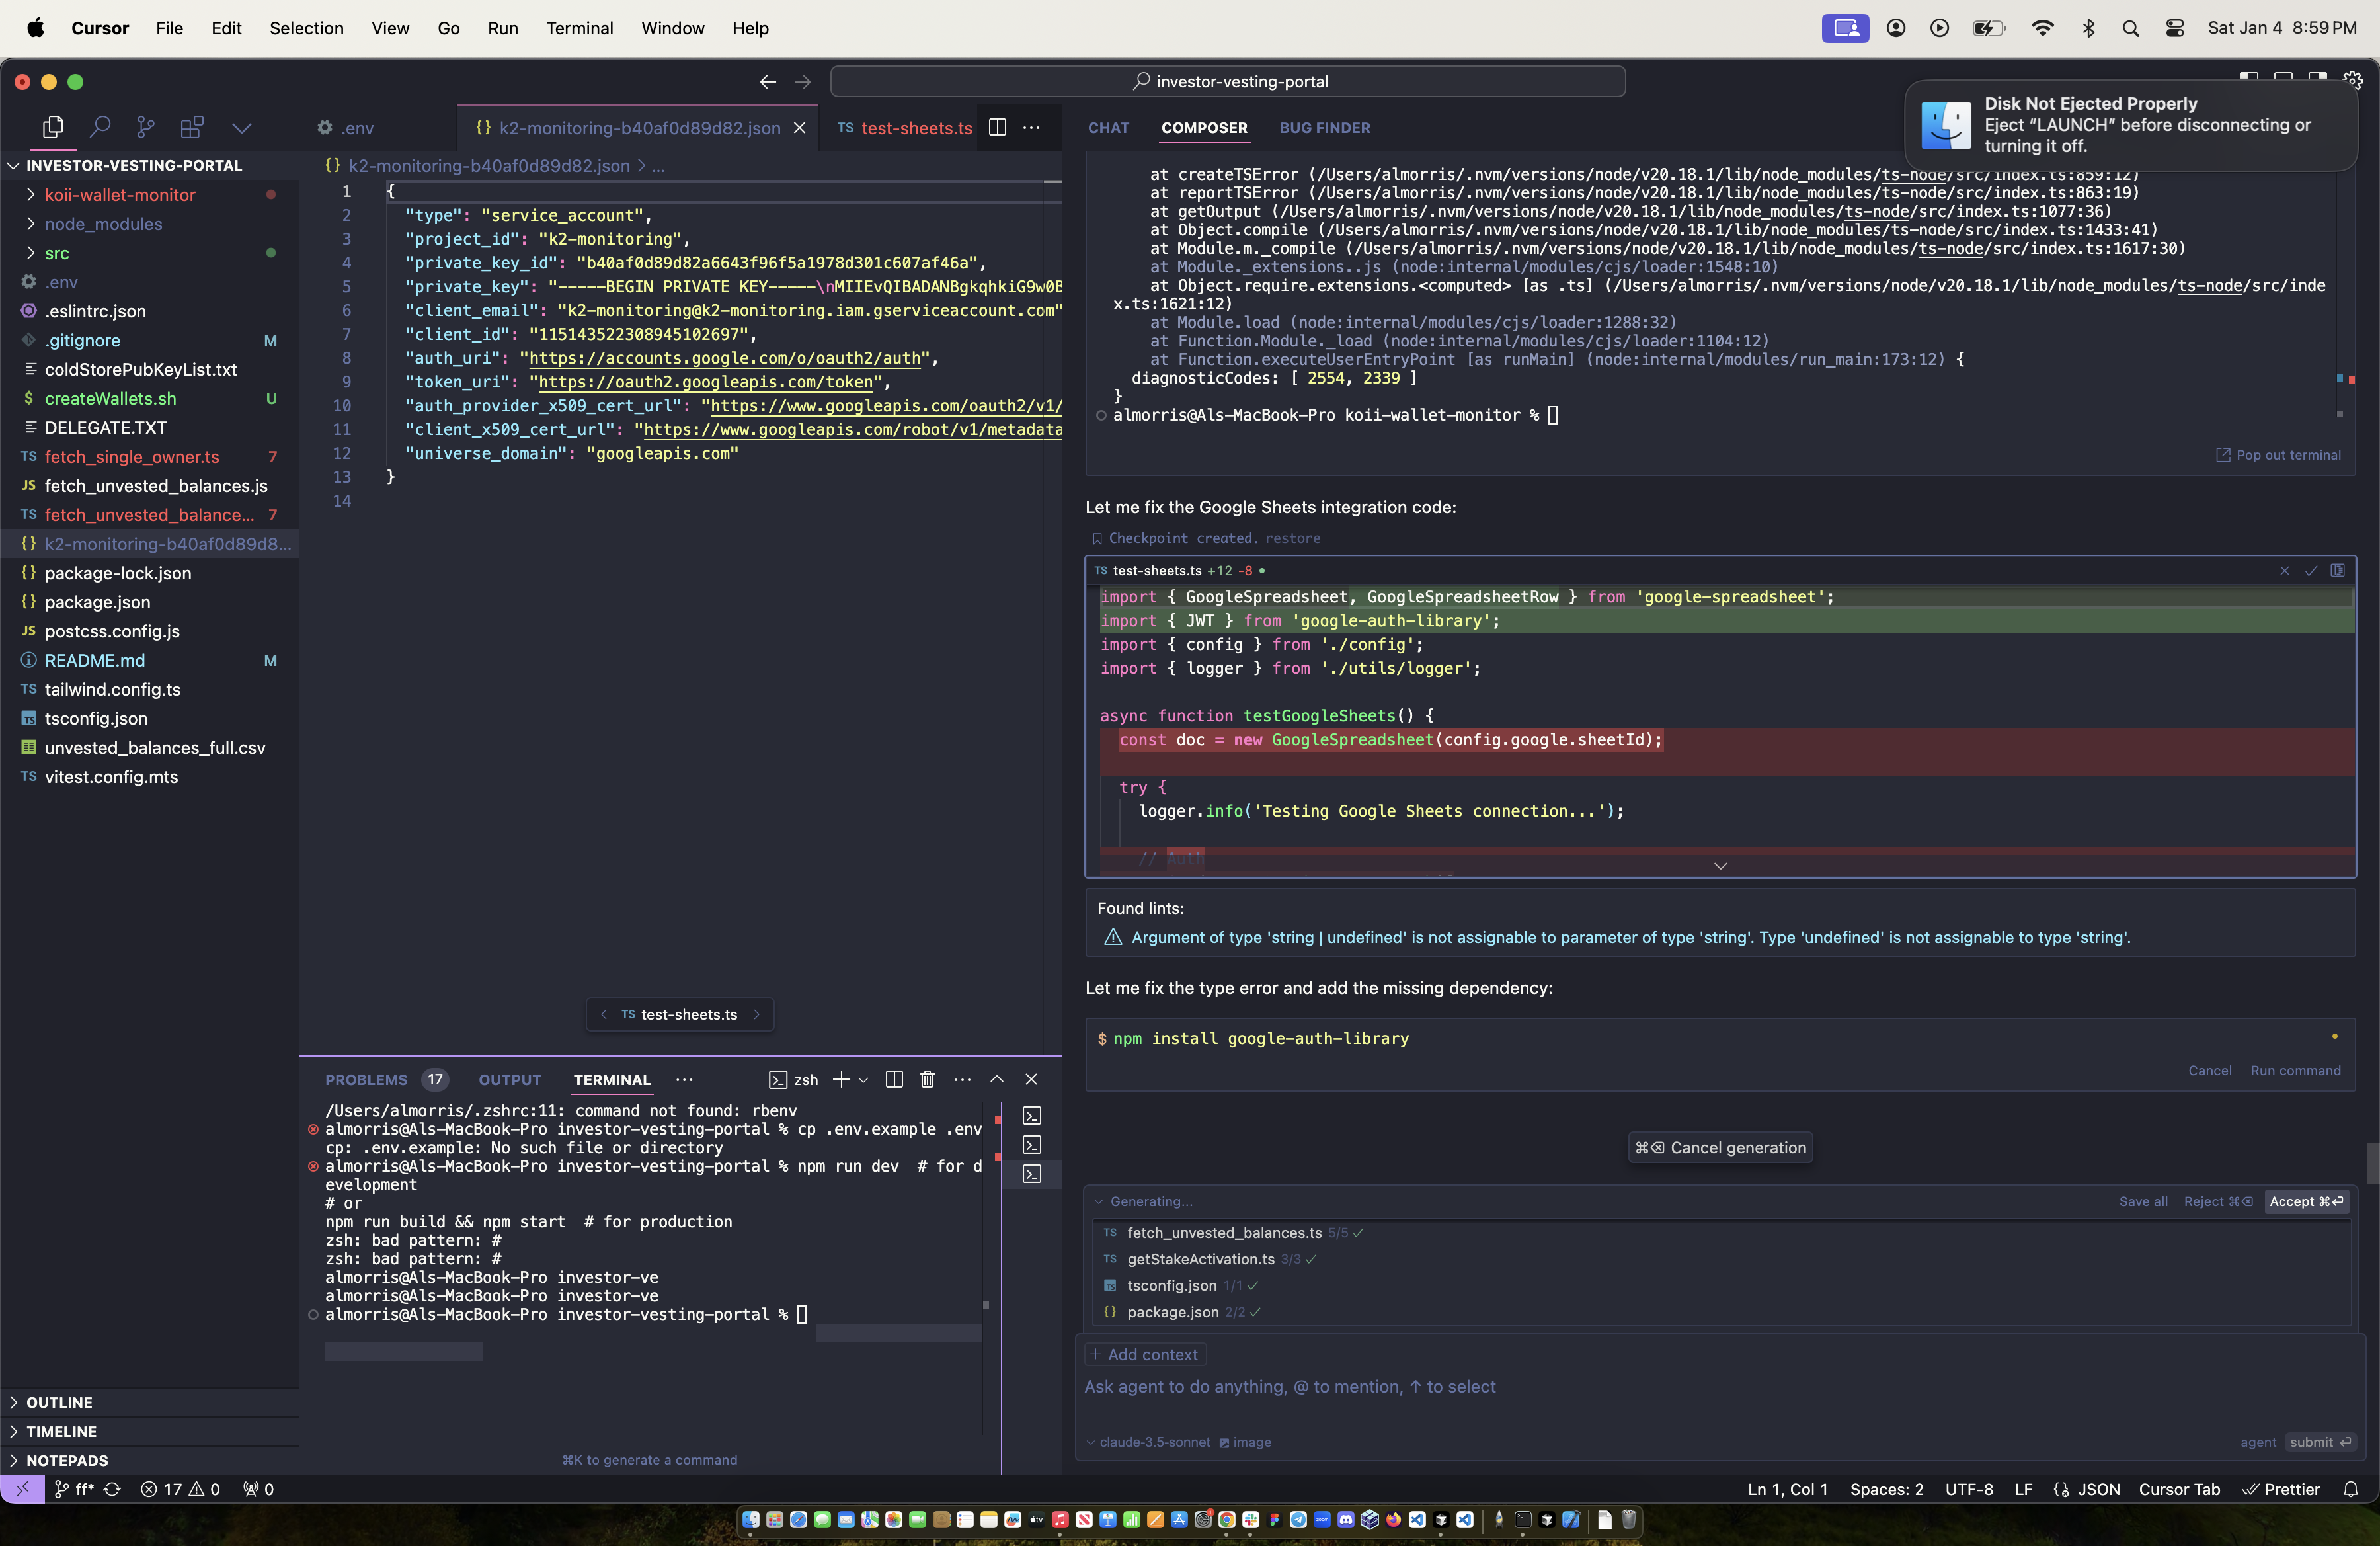 Cursor File Edit Selection View Go Run Terminal Window Help
Sat Jan 4 8:59 PM
investor-vesting-portal
Disk Not Ejected Properly
Eject “LAUNCH” before disconnecting or
turning it off.
.env
k2-monitoring-b40af0d89d82.json
TS test-sheets.ts
CHAT COMPOSER BUG FINDER
INVESTOR-VESTING-PORTAL
koii-wallet-monitor
node_modules
src
.env
.eslintrc.json
.gitignore M
coldStorePubKeyList.txt
$ createWallets.sh U
DELEGATE.TXT
TS fetch_single_owner.ts 7
JS fetch_unvested_balances.js
TS fetch_unvested_balance... 7
{} k2-monitoring-b40af0d89d8...
{} package-lock.json
{} package.json
JS postcss.config.js
README.md M
TS tailwind.config.ts
TS tsconfig.json
unvested_balances_full.csv
TS vitest.config.mts
OUTLINE
TIMELINE
NOTEPADS
{} k2-monitoring-b40af0d89d82.json > ...
1 {
2 "type": "service_account",
3 "project_id": "k2-monitoring",
4 "private_key_id": "b40af0d89d82a6643f96f5a1978d301c607af46a",
5 "private_key": "-----BEGIN PRIVATE KEY-----\nMIIEvQIBADANBgkqhkiG9w0B
6 "client_email": "k2-monitoring@k2-monitoring.iam.gserviceaccount.com"
7 "client_id": "115143522308945102697",
8 "auth_uri": "https://accounts.google.com/o/oauth2/auth",
9 "token_uri": "https://oauth2.googleapis.com/token",
10 "auth_provider_x509_cert_url": "https://www.googleapis.com/oauth2/v1/
11 "client_x509_cert_url": "https://www.googleapis.com/robot/v1/metadata
12 "universe_domain": "googleapis.com"
13 }
14
< TS test-sheets.ts >
PROBLEMS 17 OUTPUT TERMINAL ... zsh
/Users/almorris/.zshrc:11: command not found: rbenv
almorris@Als-MacBook-Pro investor-vesting-portal % cp .env.example .env
cp: .env.example: No such file or directory
almorris@Als-MacBook-Pro investor-vesting-portal % npm run dev # for d
evelopment
# or
npm run build && npm start # for production
zsh: bad pattern: #
zsh: bad pattern: #
almorris@Als-MacBook-Pro investor-ve
almorris@Als-MacBook-Pro investor-ve
almorris@Als-MacBook-Pro investor-vesting-portal %
⌘K to generate a command
at createTSError (/Users/almorris/.nvm/versions/node/v20.18.1/lib/node_modules/ts-node/src/index.ts:859:12)
at reportTSError (/Users/almorris/.nvm/versions/node/v20.18.1/lib/node_modules/ts-node/src/index.ts:863:19)
at getOutput (/Users/almorris/.nvm/versions/node/v20.18.1/lib/node_modules/ts-node/src/index.ts:1077:36)
at Object.compile (/Users/almorris/.nvm/versions/node/v20.18.1/lib/node_modules/ts-node/src/index.ts:1433:41)
at Module.m._compile (/Users/almorris/.nvm/versions/node/v20.18.1/lib/node_modules/ts-node/src/index.ts:1617:30)
at Module._extensions..js (node:internal/modules/cjs/loader:1548:10)
at Object.require.extensions.<computed> [as .ts] (/Users/almorris/.nvm/versions/node/v20.18.1/lib/node_modules/ts-node/src/inde
x.ts:1621:12)
at Module.load (node:internal/modules/cjs/loader:1288:32)
at Function.Module._load (node:internal/modules/cjs/loader:1104:12)
at Function.executeUserEntryPoint [as runMain] (node:internal/modules/run_main:173:12) {
diagnosticCodes: [ 2554, 2339 ]
}
almorris@Als-MacBook-Pro koii-wallet-monitor %
Pop out terminal
Let me fix the Google Sheets integration code:
Checkpoint created. restore
TS test-sheets.ts +12 -8
import { GoogleSpreadsheet, GoogleSpreadsheetRow } from 'google-spreadsheet';
import { JWT } from 'google-auth-library';
import { config } from './config';
import { logger } from './utils/logger';
async function testGoogleSheets() {
const doc = new GoogleSpreadsheet(config.google.sheetId);
try {
logger.info('Testing Google Sheets connection...');
// Auth
Found lints:
Argument of type 'string | undefined' is not assignable to parameter of type 'string'. Type 'undefined' is not assignable to type 'string'.
Let me fix the type error and add the missing dependency:
$ npm install google-auth-library
Cancel Run command
⌘⌫ Cancel generation
Generating...
Save all Reject ⌘⌫ Accept ⌘⏎
TS fetch_unvested_balances.ts 5/5 ✓
TS getStakeActivation.ts 3/3 ✓
TS tsconfig.json 1/1 ✓
{} package.json 2/2 ✓
+ Add context
Ask agent to do anything, @ to mention, ↑ to select
claude-3.5-sonnet image
agent submit ⏎
ff* 17 0 0
Ln 1, Col 1 Spaces: 2 UTF-8 LF JSON Cursor Tab Prettier